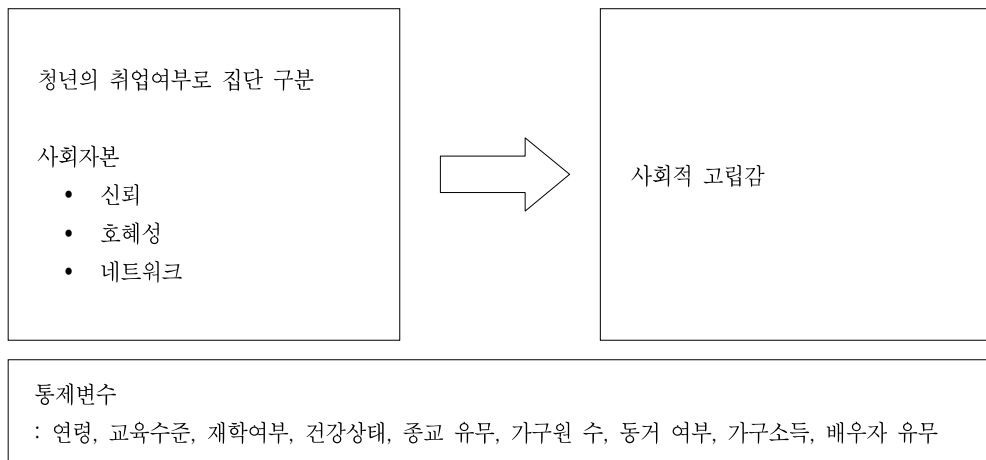 청년의 취업여부로 집단 구분
사회자본
• 신뢰
• 호혜성
• 네트워크
사회적 고립감
통제변수
: 연령, 교육수준, 재학여부, 건강상태, 종교 유무, 가구원 수, 동거 여부, 가구소득, 배우자 유무